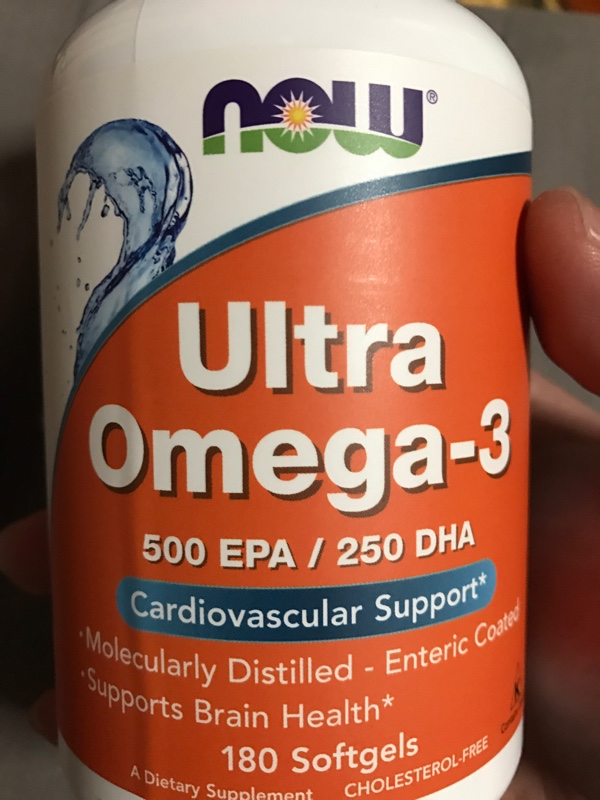 NOW®
Ultra
Omega-3
500 EPA / 250 DHA
Cardiovascular Support*
·Molecularly Distilled - Enteric Coated
·Supports Brain Health*
180 Softgels
A Dietary Supplement CHOLESTEROL-FREE